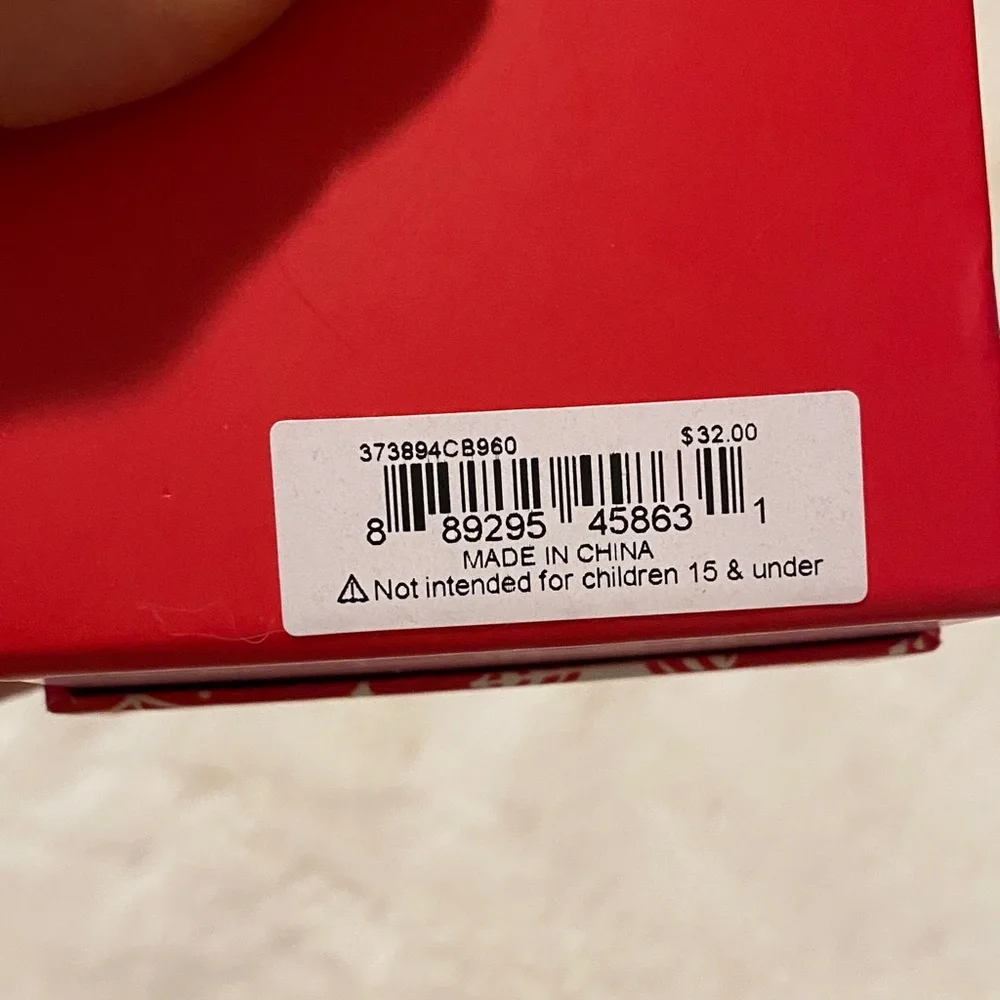 373894CB960 $32.00
8 89295 45863 1
MADE IN CHINA
⚠ Not intended for children 15 & under